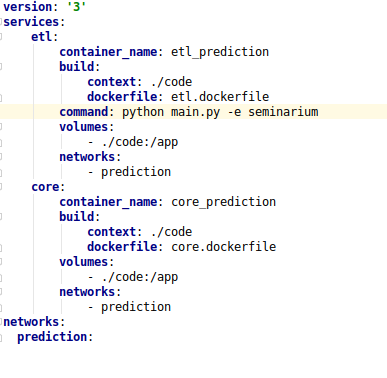 version: '3'
services:
    etl:
        container_name: etl_prediction
        build:
            context: ./code
            dockerfile: etl.dockerfile
        command: python main.py -e seminarium
        volumes:
            - ./code:/app
        networks:
            - prediction
    core:
        container_name: core_prediction
        build:
            context: ./code
            dockerfile: core.dockerfile
        volumes:
            - ./code:/app
        networks:
            - prediction
networks:
  prediction: